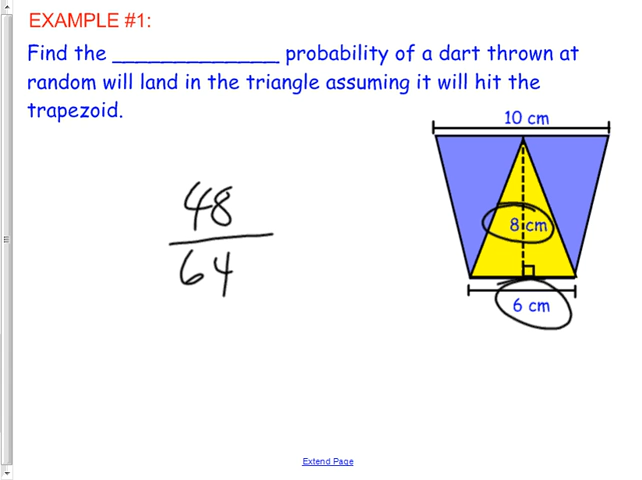 EXAMPLE #1:
Find the ______________ probability of a dart thrown at
random will land in the triangle assuming it will hit the
trapezoid.
10 cm
48
64
8 cm
6 cm
Extend Page